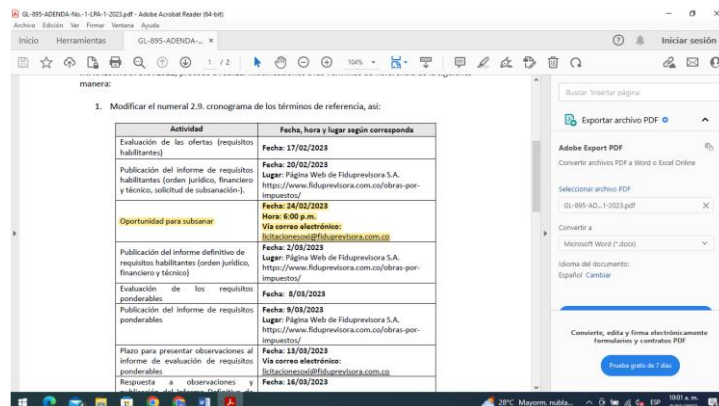 GL-895-ADENDA-No.-1-LPA-1-2023.pdf - Adobe Acrobat Reader (64-bit)
Archivo Edición Ver Firmar Ventana Ayuda
Inicio Herramientas GL-895-ADENDA-... × Iniciar sesión
1 / 2 104%
manera:
1. Modificar el numeral 2.9. cronograma de los términos de referencia, así:
Actividad Fecha, hora y lugar según corresponda
Evaluación de las ofertas (requisitos
habilitantes)
Fecha: 17/02/2023
Publicación del informe de requisitos
habilitantes (orden jurídico, financiero
y técnico, solicitud de subsanación-).
Fecha: 20/02/2023
Lugar: Página Web de Fiduprevisora S.A.
https://www.fiduprevisora.com.co/obras-por-
impuestos/
Oportunidad para subsanar
Fecha: 24/02/2023
Hora: 6:00 p.m.
Vía correo electrónico:
licitacionesoxi@fiduprevisora.com.co
Publicación del informe definitivo de
requisitos habilitantes (orden jurídico,
financiero y técnico)
Fecha: 2/03/2023
Lugar: Página Web de Fiduprevisora S.A.
https://www.fiduprevisora.com.co/obras-por-
impuestos/
Evaluación de los requisitos
ponderables
Fecha: 8/03/2023
Publicación del informe de requisitos
ponderables
Fecha: 9/03/2023
Lugar: Página Web de Fiduprevisora S.A.
https://www.fiduprevisora.com.co/obras-por-
impuestos/
Plazo para presentar observaciones al
informe de evaluación de requisitos
ponderables
Fecha: 13/03/2023
Vía correo electrónico:
licitacionesoxi@fiduprevisora.com.co
Respuesta a observaciones y
Fecha: 16/03/2023
Buscar 'Insertar página'
Exportar archivo PDF
Adobe Export PDF
Convertir archivos PDF a Word o Excel Online
Seleccionar archivo PDF
GL-895-AD...1-2023.pdf ×
Convertir a
Microsoft Word (*.docx)
Idioma del documento:
Español Cambiar
Convierte, edita y firma electrónicamente
formularios y contratos PDF
Prueba gratis de 7 días
28°C Mayorm. nubla... ESP 10:01 a. m.